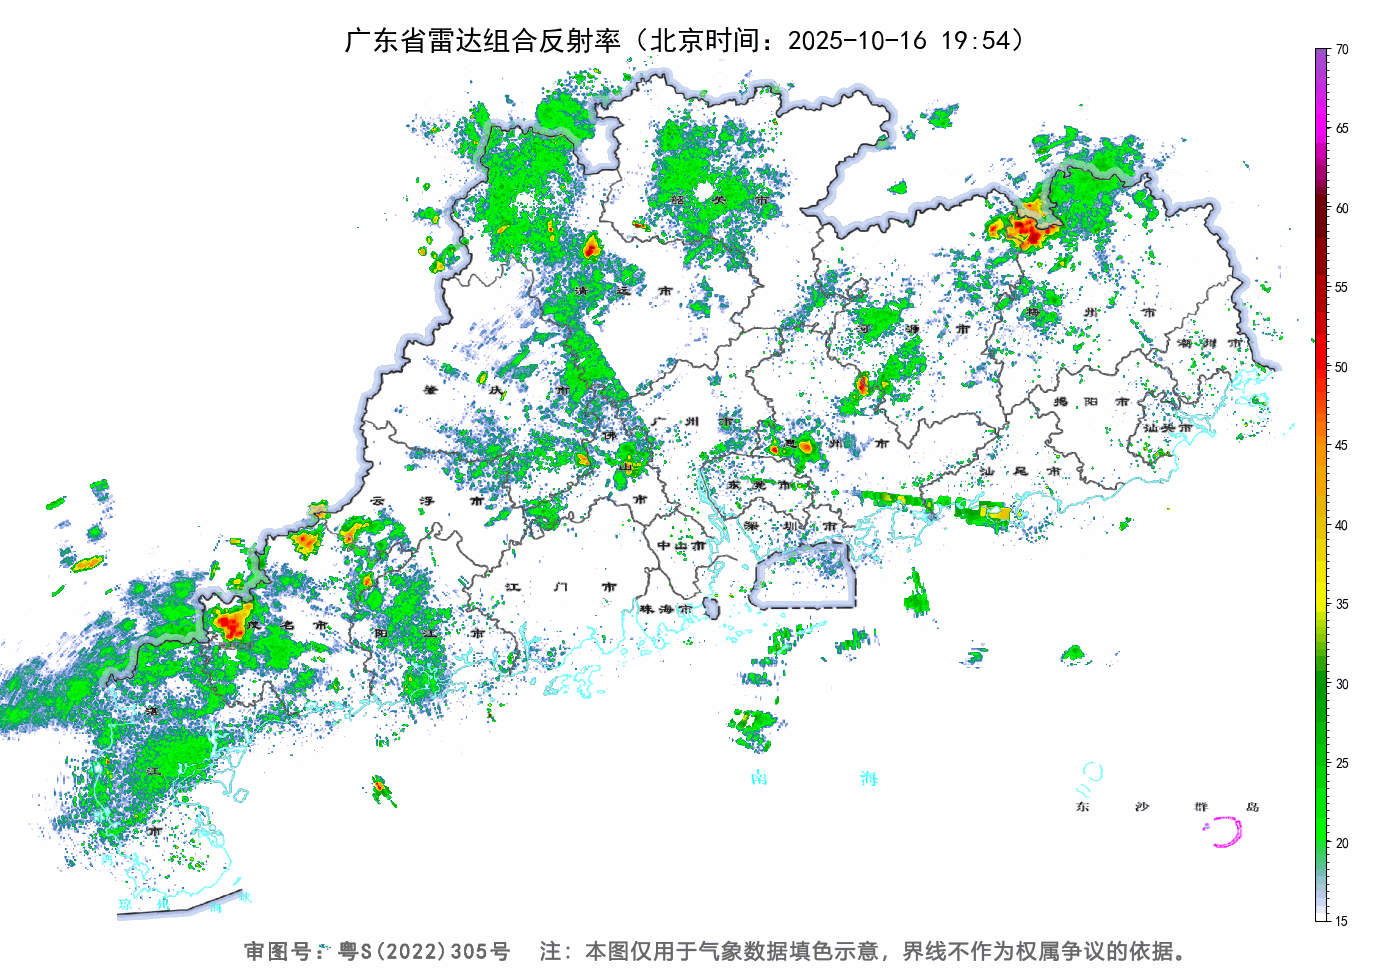 广东省雷达组合反射率（北京时间：2025-10-16 19:54）
70
65
60
55
50
45
40
35
30
25
20
15
韶 关 市
清 远 市
梅 州 市
河 源 市
潮 州 市
肇 庆 市
揭 阳 市
广 州 市
汕头市
佛 山 市
惠 州 市
汕 尾 市
东 莞 市
云 浮 市
深 圳 市
中山市
江 门 市
珠海市
茂 名 市
阳 江 市
湛 江 市
南 海
东 沙 群 岛
琼 州 海 峡
审图号：粤S(2022)305号 注：本图仅用于气象数据填色示意，界线不作为权属争议的依据。